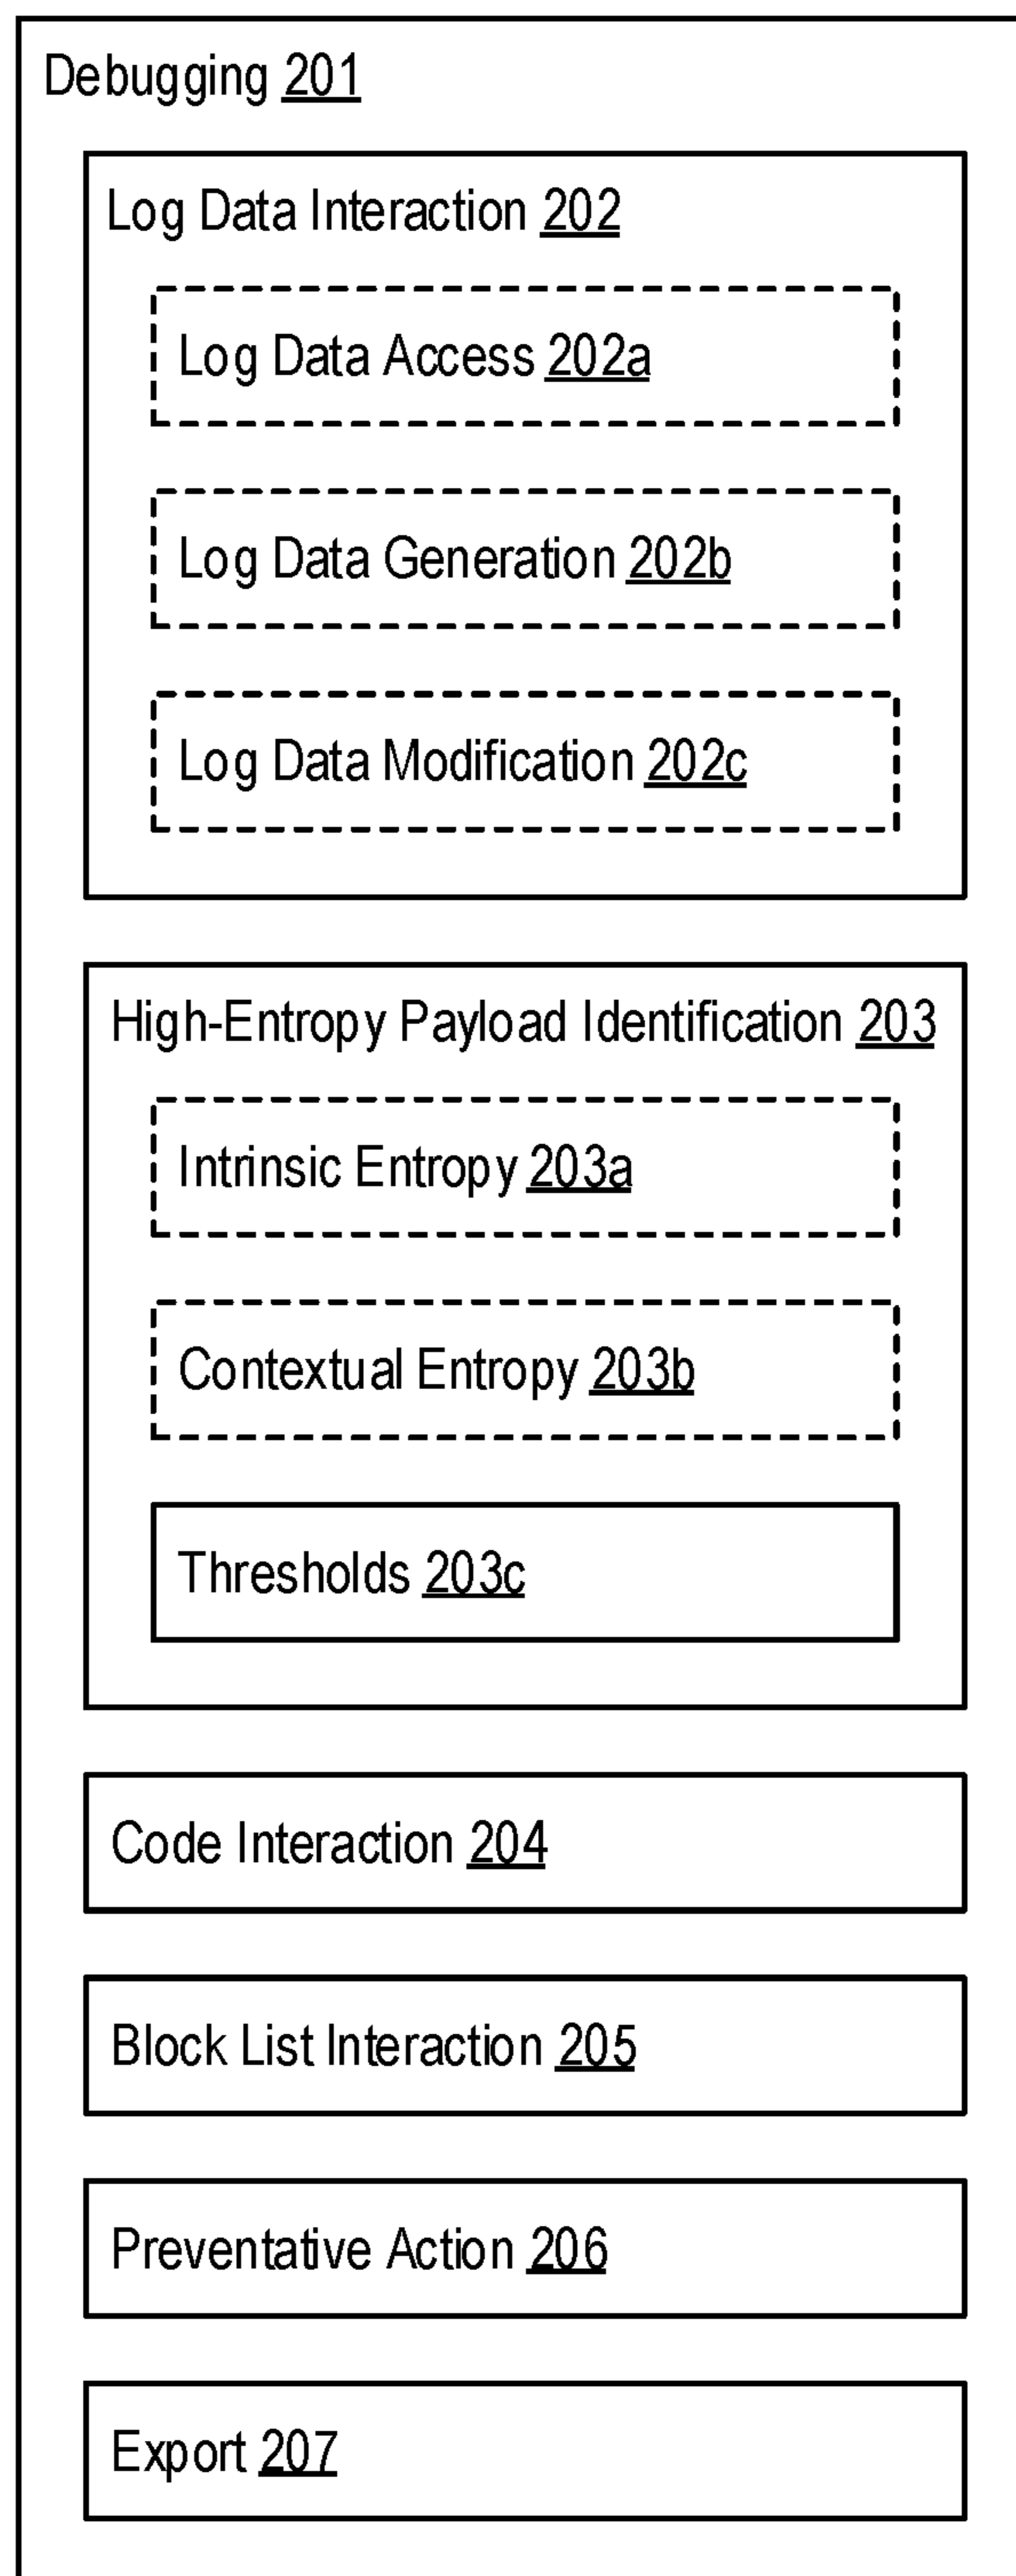 Debugging 201
Log Data Interaction 202
Log Data Access 202a
Log Data Generation 202b
Log Data Modification 202c
High-Entropy Payload Identification 203
Intrinsic Entropy 203a
Contextual Entropy 203b
Thresholds 203c
Code Interaction 204
Block List Interaction 205
Preventative Action 206
Export 207